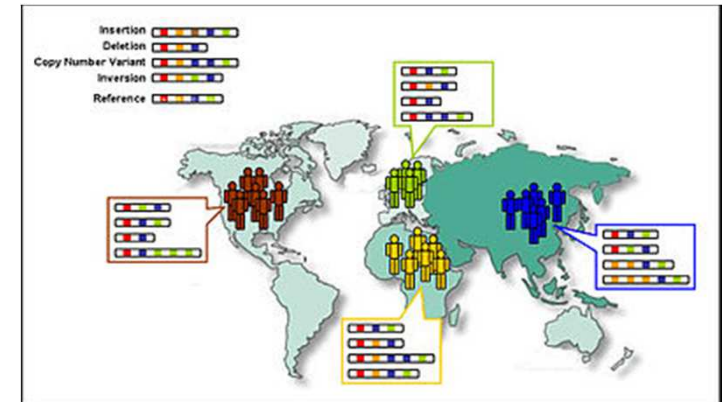 Insertion
Deletion
Copy Number Variant
Inversion
Reference